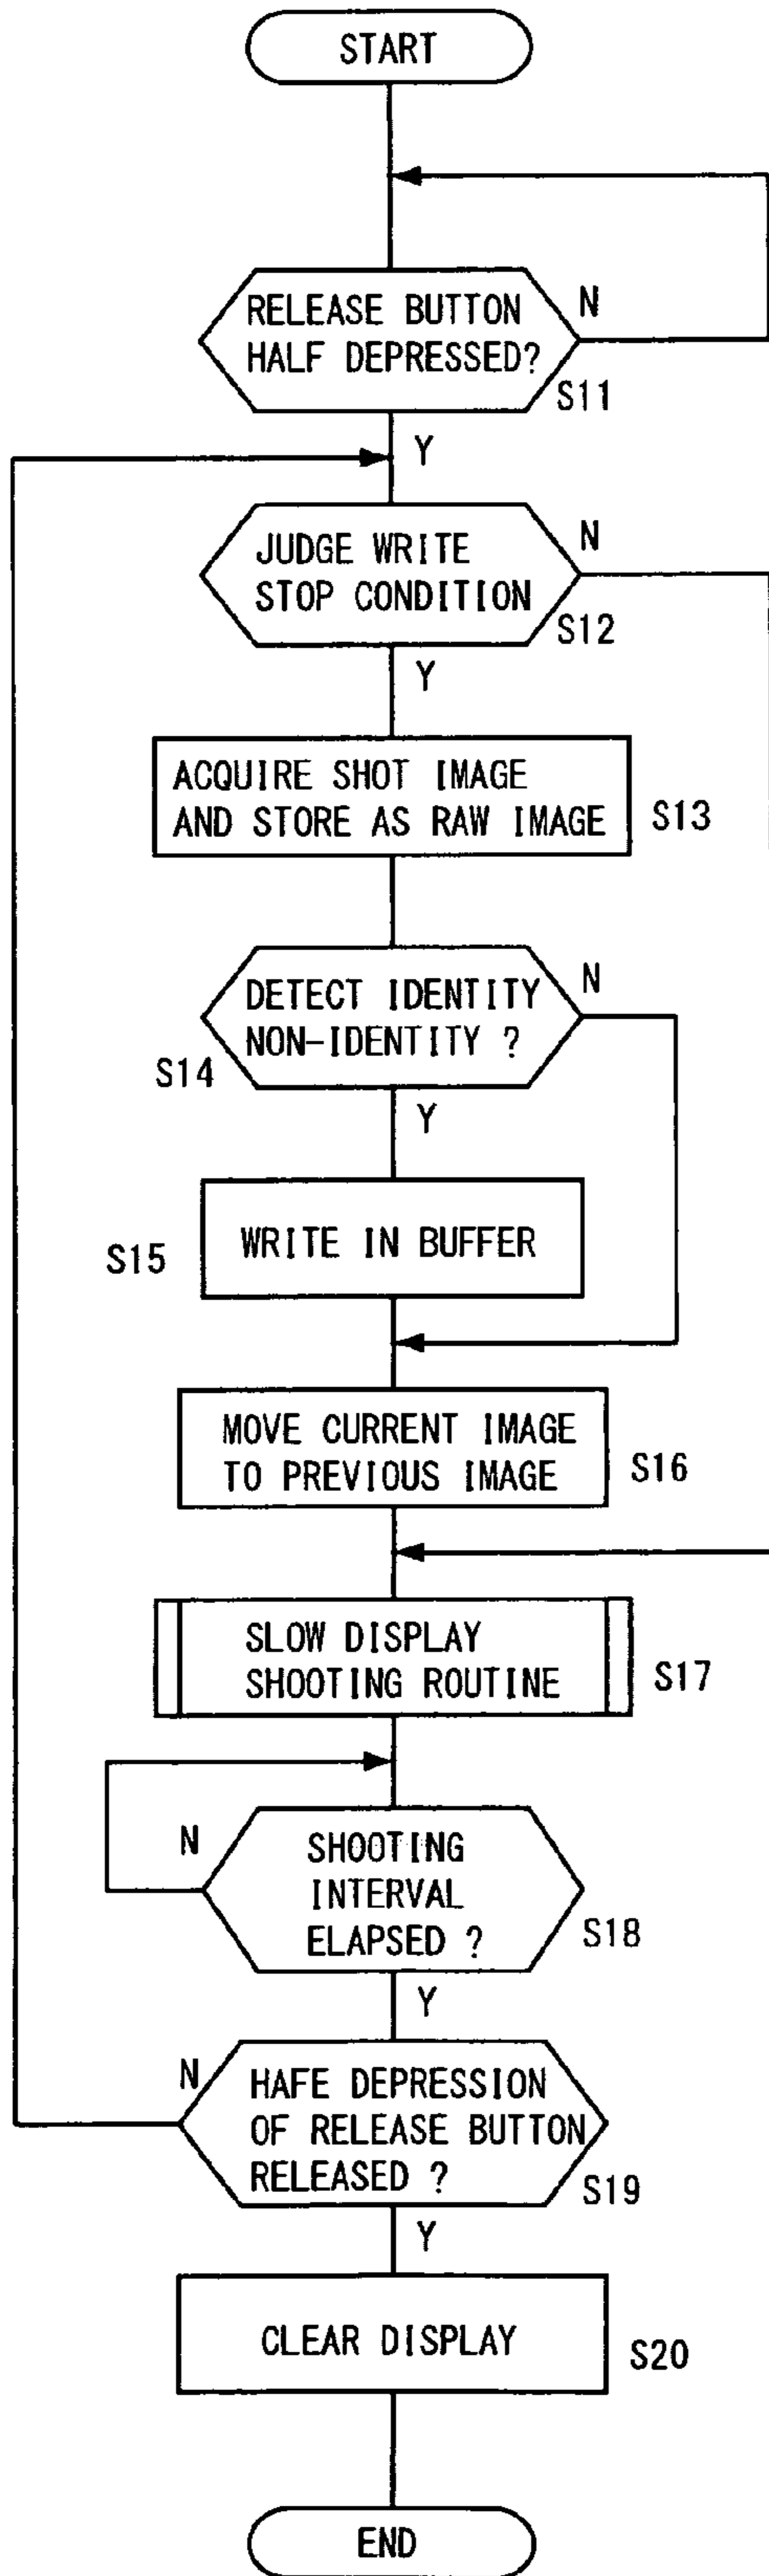 START
RELEASE BUTTON
HALF DEPRESSED?
N
S11
Y
JUDGE WRITE
STOP CONDITION
N
S12
Y
ACQUIRE SHOT IMAGE
AND STORE AS RAW IMAGE
S13
DETECT IDENTITY
NON-IDENTITY ?
N
S14
Y
WRITE IN BUFFER
S15
MOVE CURRENT IMAGE
TO PREVIOUS IMAGE
S16
SLOW DISPLAY
SHOOTING ROUTINE
S17
N
SHOOTING
INTERVAL
ELAPSED ?
S18
Y
N
HAFE DEPRESSION
OF RELEASE BUTTON
RELEASED ?
S19
Y
CLEAR DISPLAY
S20
END